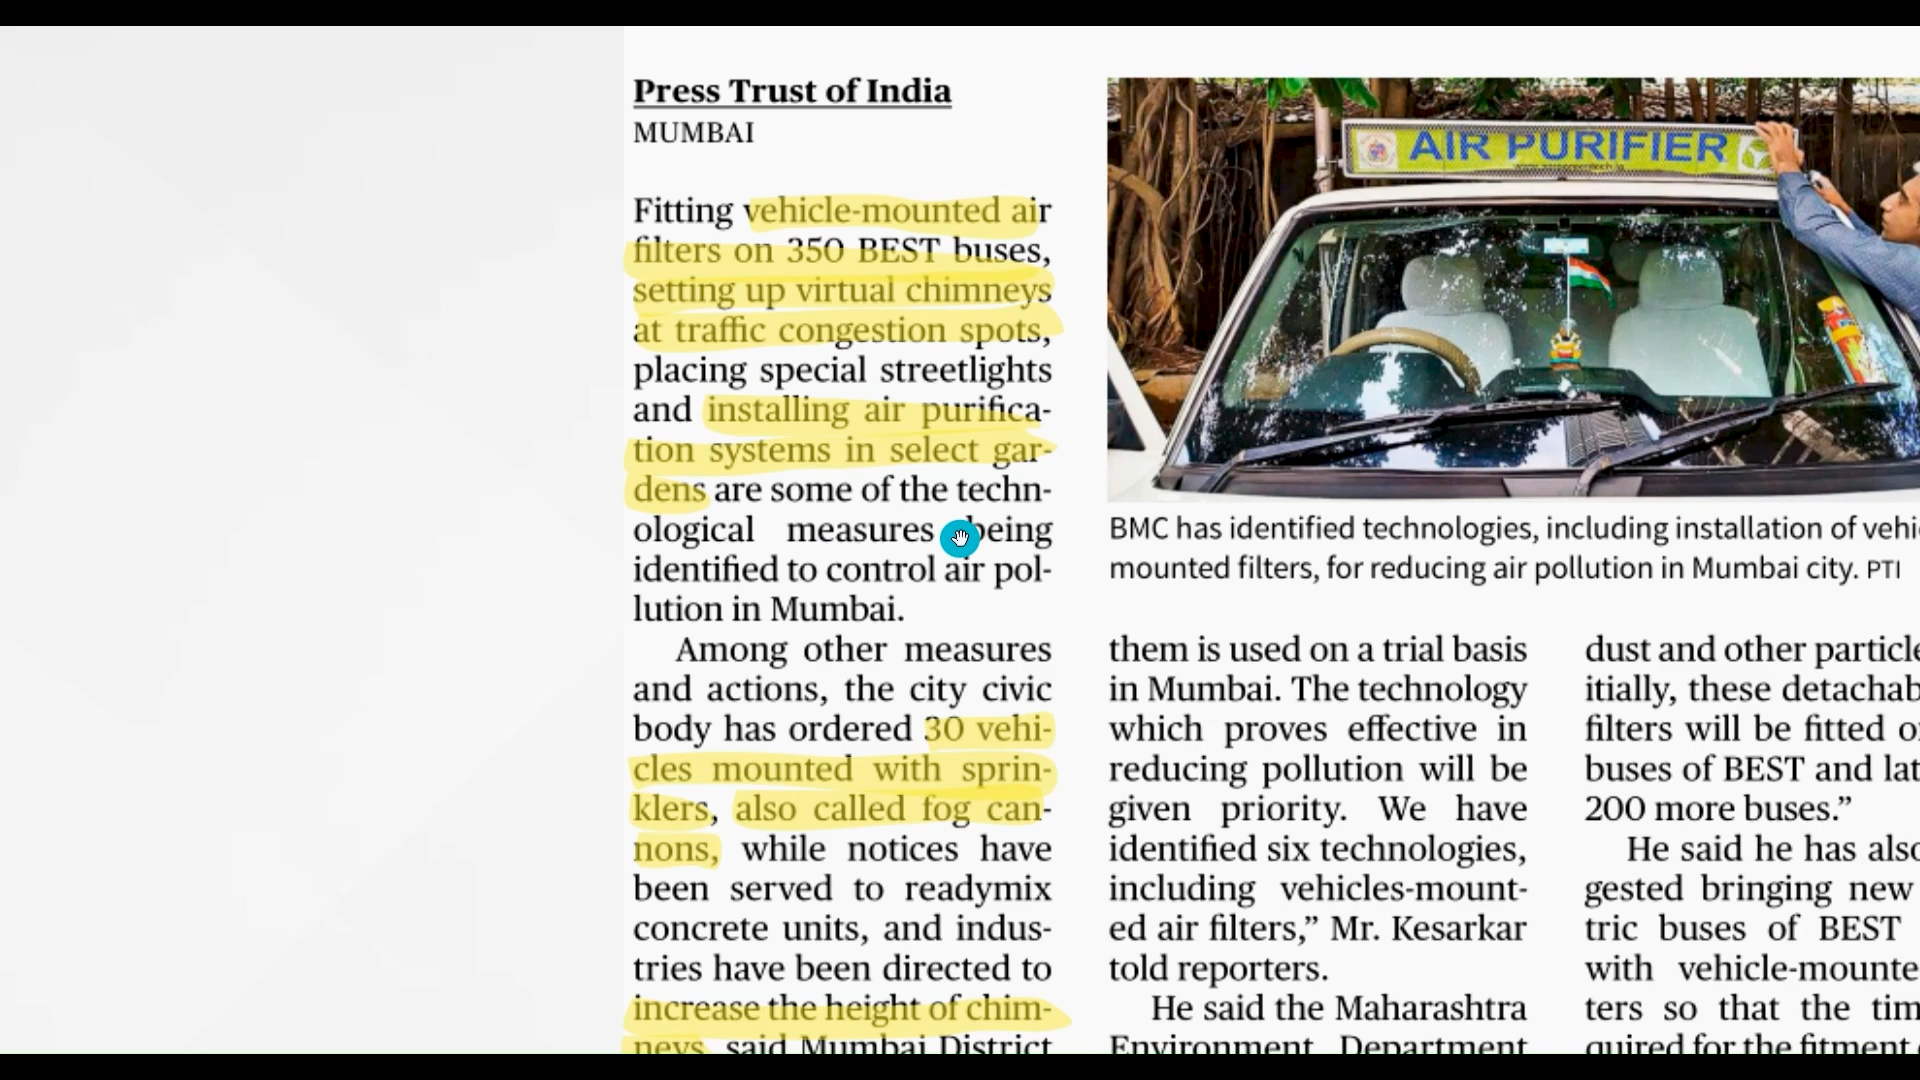 Press Trust of India
MUMBAI
Fitting vehicle-mounted air
filters on 350 BEST buses,
setting up virtual chimneys
at traffic congestion spots,
placing special streetlights
and installing air purifica-
tion systems in select gar-
dens are some of the techn-
ological measures being
identified to control air pol-
lution in Mumbai.
Among other measures
and actions, the city civic
body has ordered 30 vehi-
cles mounted with sprin-
klers, also called fog can-
nons, while notices have
been served to readymix
concrete units, and indus-
tries have been directed to
increase the height of chim-
neys, said Mumbai District
AIR PURIFIER
BMC has identified technologies, including installation of vehi
mounted filters, for reducing air pollution in Mumbai city. PTI
them is used on a trial basis
in Mumbai. The technology
which proves effective in
reducing pollution will be
given priority. We have
identified six technologies,
including vehicles-mount-
ed air filters,” Mr. Kesarkar
told reporters.
He said the Maharashtra
Environment Department
dust and other particle
itially, these detachab
filters will be fitted o
buses of BEST and lat
200 more buses.”
He said he has also
gested bringing new
tric buses of BEST
with vehicle-mounte
ters so that the tim
quired for the fitment